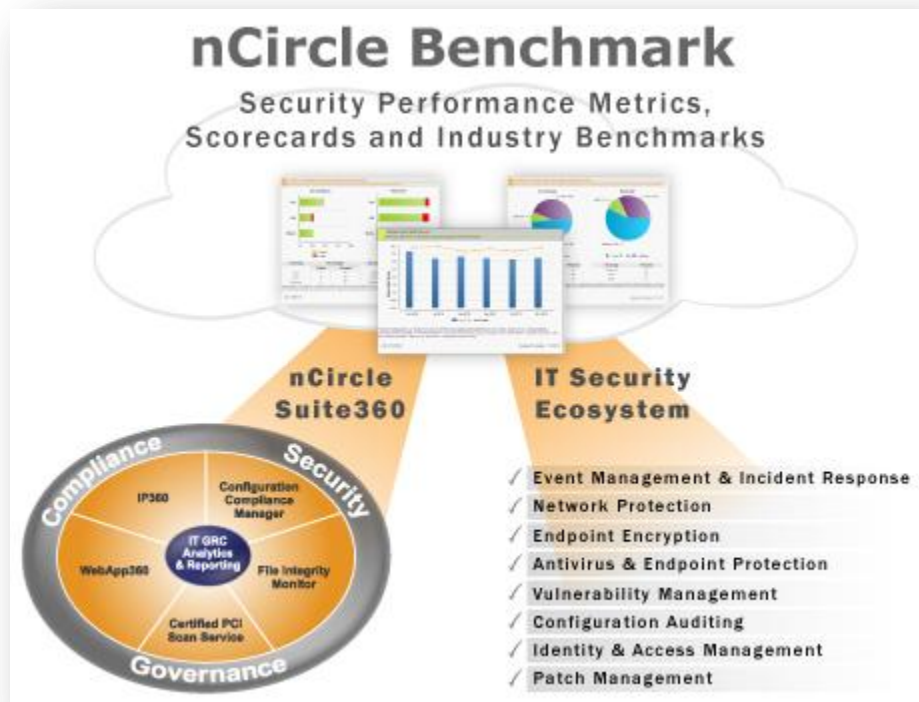 nCircle Benchmark
Security Performance Metrics,
Scorecards and Industry Benchmarks
nCircle
Suite360
IT Security
Ecosystem
Compliance
Security
Governance
IP360
Configuration
Compliance
Manager
IT GRC
Analytics
& Reporting
WebApp360
File Integrity
Monitor
Certified PCI
Scan Service
Event Management & Incident Response
Network Protection
Endpoint Encryption
Antivirus & Endpoint Protection
Vulnerability Management
Configuration Auditing
Identity & Access Management
Patch Management